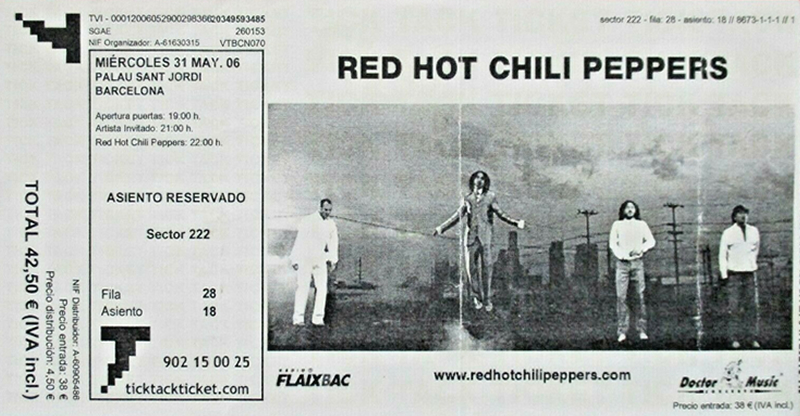 TVI - 00012006052900298366620349593485
SGAE 260153
NIF Organizador: A-61630315 VTBCN070
MIÉRCOLES 31 MAY. 06
PALAU SANT JORDI
BARCELONA
Apertura puertas: 19:00 h.
Artista Invitado: 21:00 h.
Red Hot Chili Peppers: 22:00 h.
ASIENTO RESERVADO
Sector 222
Fila 28
Asiento 18
902 15 00 25
ticktackticket.com
TOTAL 42,50 € (IVA incl.)
Precio distribución: 4,50 €
Precio entrada: 38 €
NIF Distribuidor: A-60906486
sector 222 - fila: 28 - asiento: 18 // 8673-1-1-1 // 1
RED HOT CHILI PEPPERS
FLAIXBAC
www.redhotchilipeppers.com
Doctor Music
CONCERTS
Precio entrada: 38 € (IVA incl.)